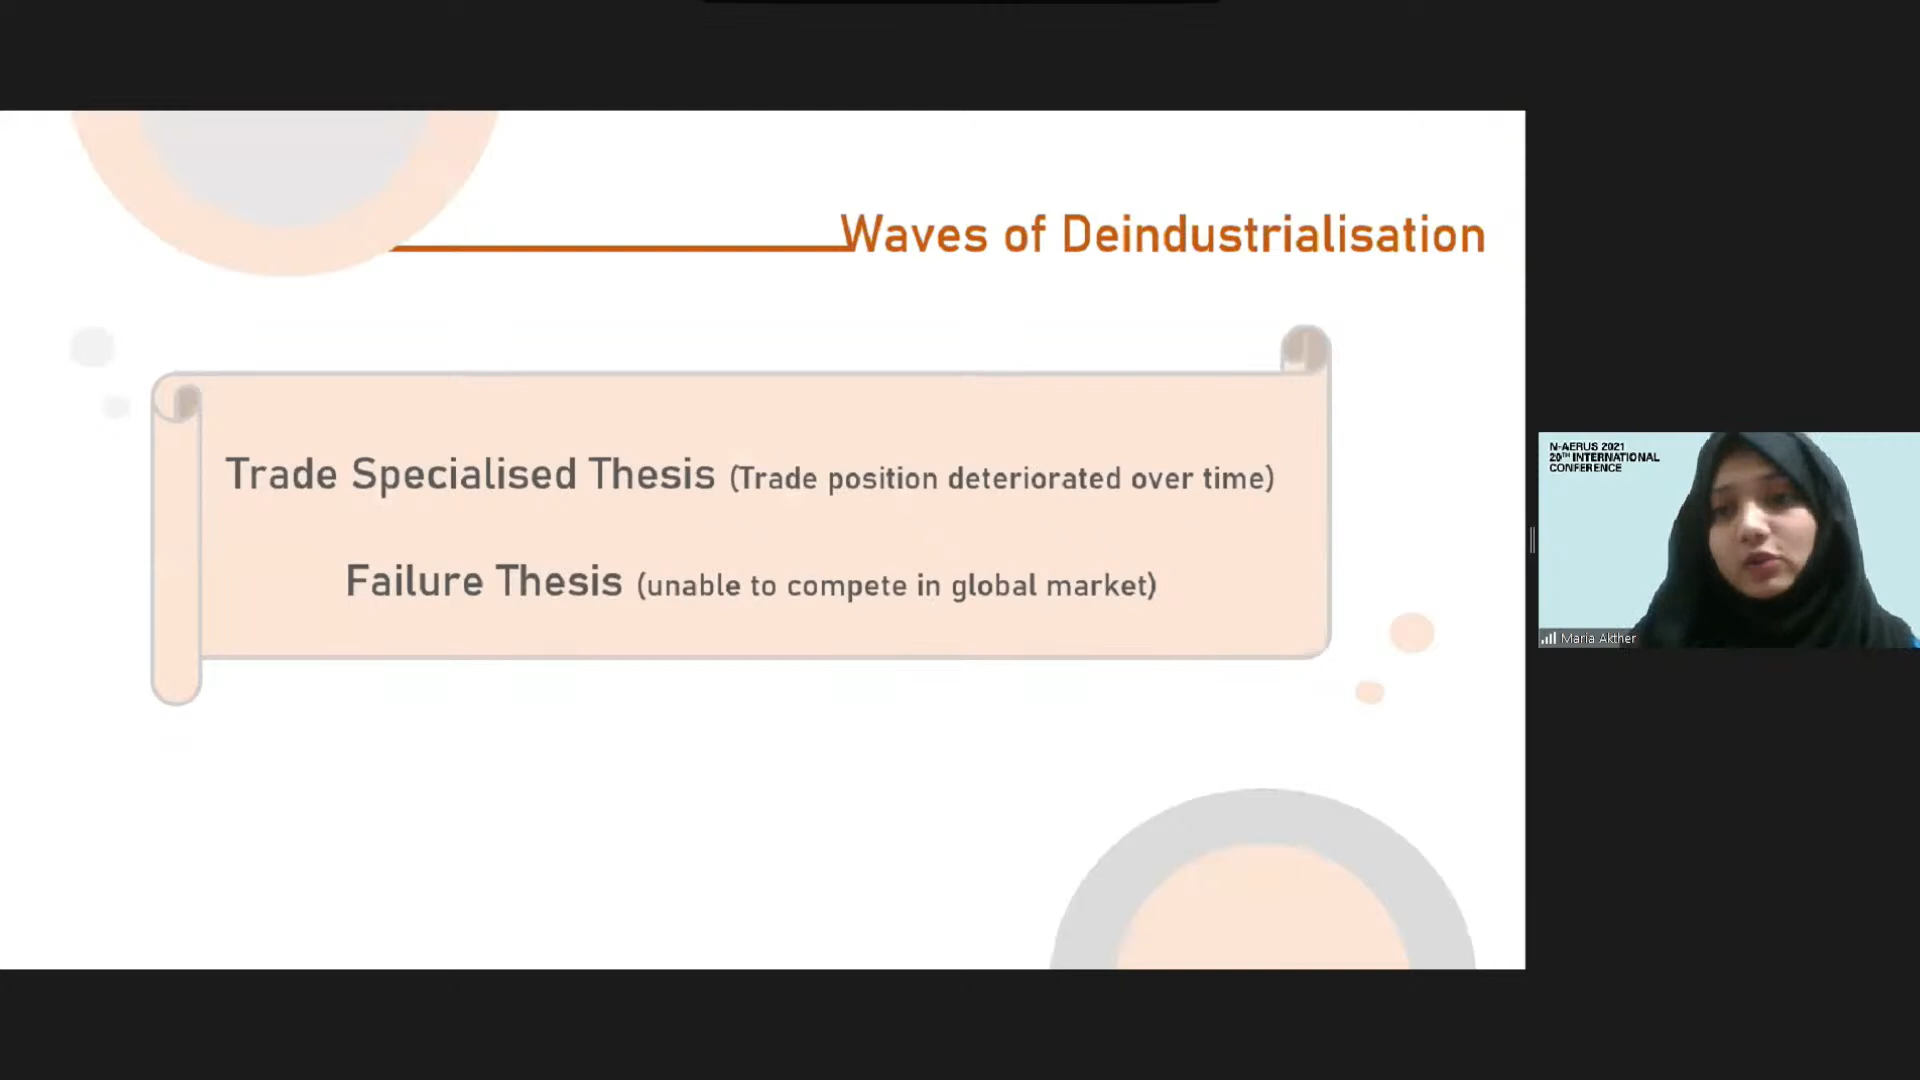 Waves of Deindustrialisation
Trade Specialised Thesis (Trade position deteriorated over time)
Failure Thesis (unable to compete in global market)
N-AERUS 2021
20TH INTERNATIONAL
CONFERENCE
Maria Akther